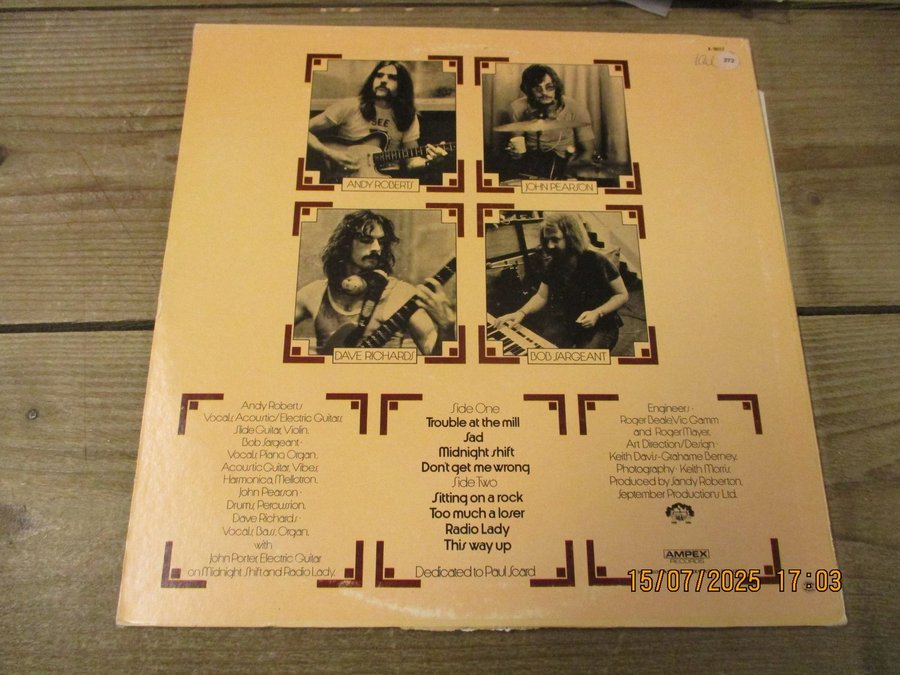 272
SEE
ANDY ROBERTS
JOHN PEARSON
DAVE RICHARDS
BOB SARGEANT
Andy Roberts
Vocals, Acoustic/Electric Guitars,
Slide Guitar, Violin.
Bob Sargeant ·
Vocals, Piano, Organ,
Acoustic Guitar, Vibes,
Harmonica, Mellotron.
John Pearson ·
Drums, Percussion.
Dave Richards ·
Vocals, Bass, Organ.
with
John Porter, Electric Guitar
on Midnight Shift and Radio Lady.
Side One
Trouble at the mill
Sad
Midnight shift
Don't get me wrong
Side Two
Sitting on a rock
Too much a loser
Radio Lady
This way up
Dedicated to Paul Scard
Engineers ·
Roger Beale, Vic Gamm
and Roger Mayer.
Art Direction/Design ·
Keith Davis · Grahame Berney.
Photography · Keith Morris.
Produced by Sandy Roberton,
September Productions Ltd.
AMPEX
RECORDS
15/07/2025 17:03